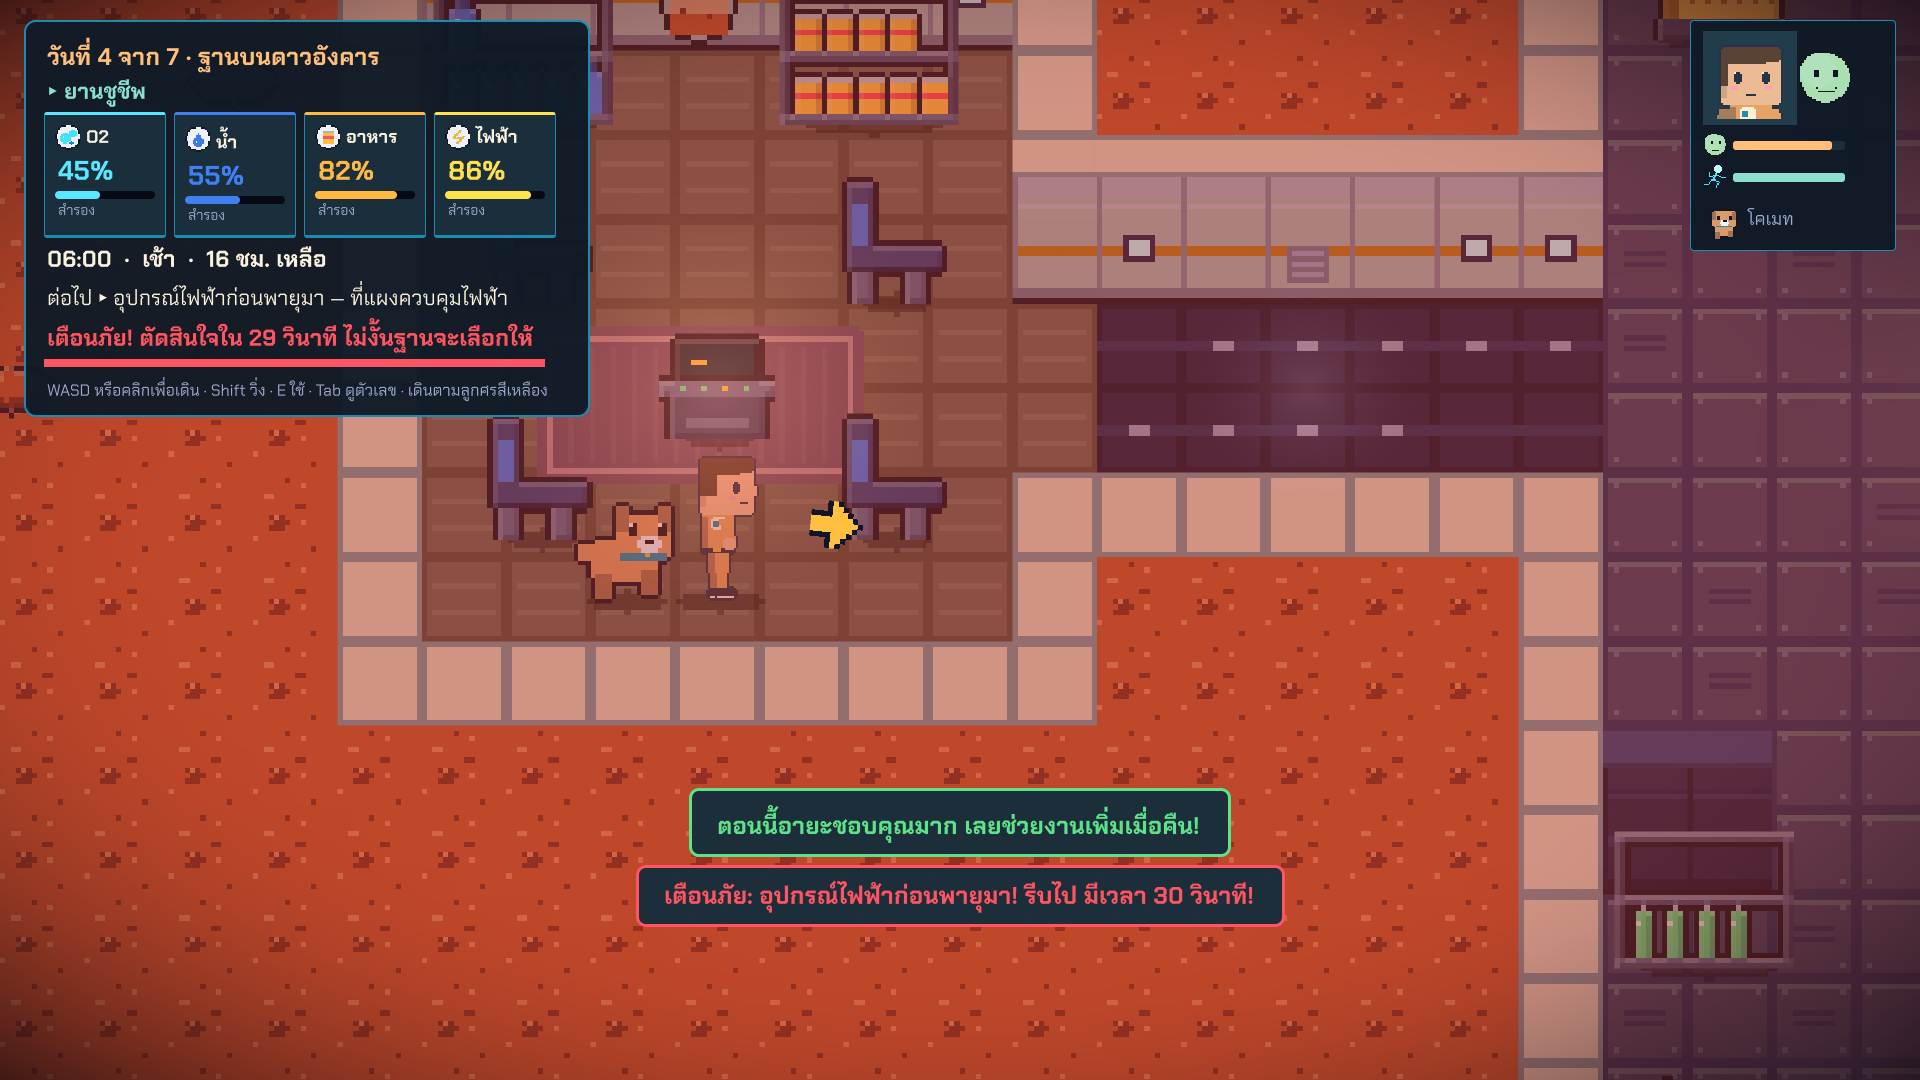 วันที่ 4 จาก 7 · ฐานบนดาวอังคาร
▸ ยานชูชีพ
O2
45%
สำรอง
น้ำ
55%
สำรอง
อาหาร
82%
สำรอง
ไฟฟ้า
86%
สำรอง
06:00 · เช้า · 16 ชม. เหลือ
ต่อไป ▸ อุปกรณ์ไฟฟ้าก่อนพายุมา — ที่แผงควบคุมไฟฟ้า
เตือนภัย! ตัดสินใจใน 29 วินาที ไม่งั้นฐานจะเลือกให้
WASD หรือคลิกเพื่อเดิน · Shift วิ่ง · E ใช้ · Tab ดูตัวเลข · เดินตามลูกศรสีเหลือง
โคเมท
ตอนนี้อายะชอบคุณมาก เลยช่วยงานเพิ่มเมื่อคืน!
เตือนภัย: อุปกรณ์ไฟฟ้าก่อนพายุมา! รีบไป มีเวลา 30 วินาที!